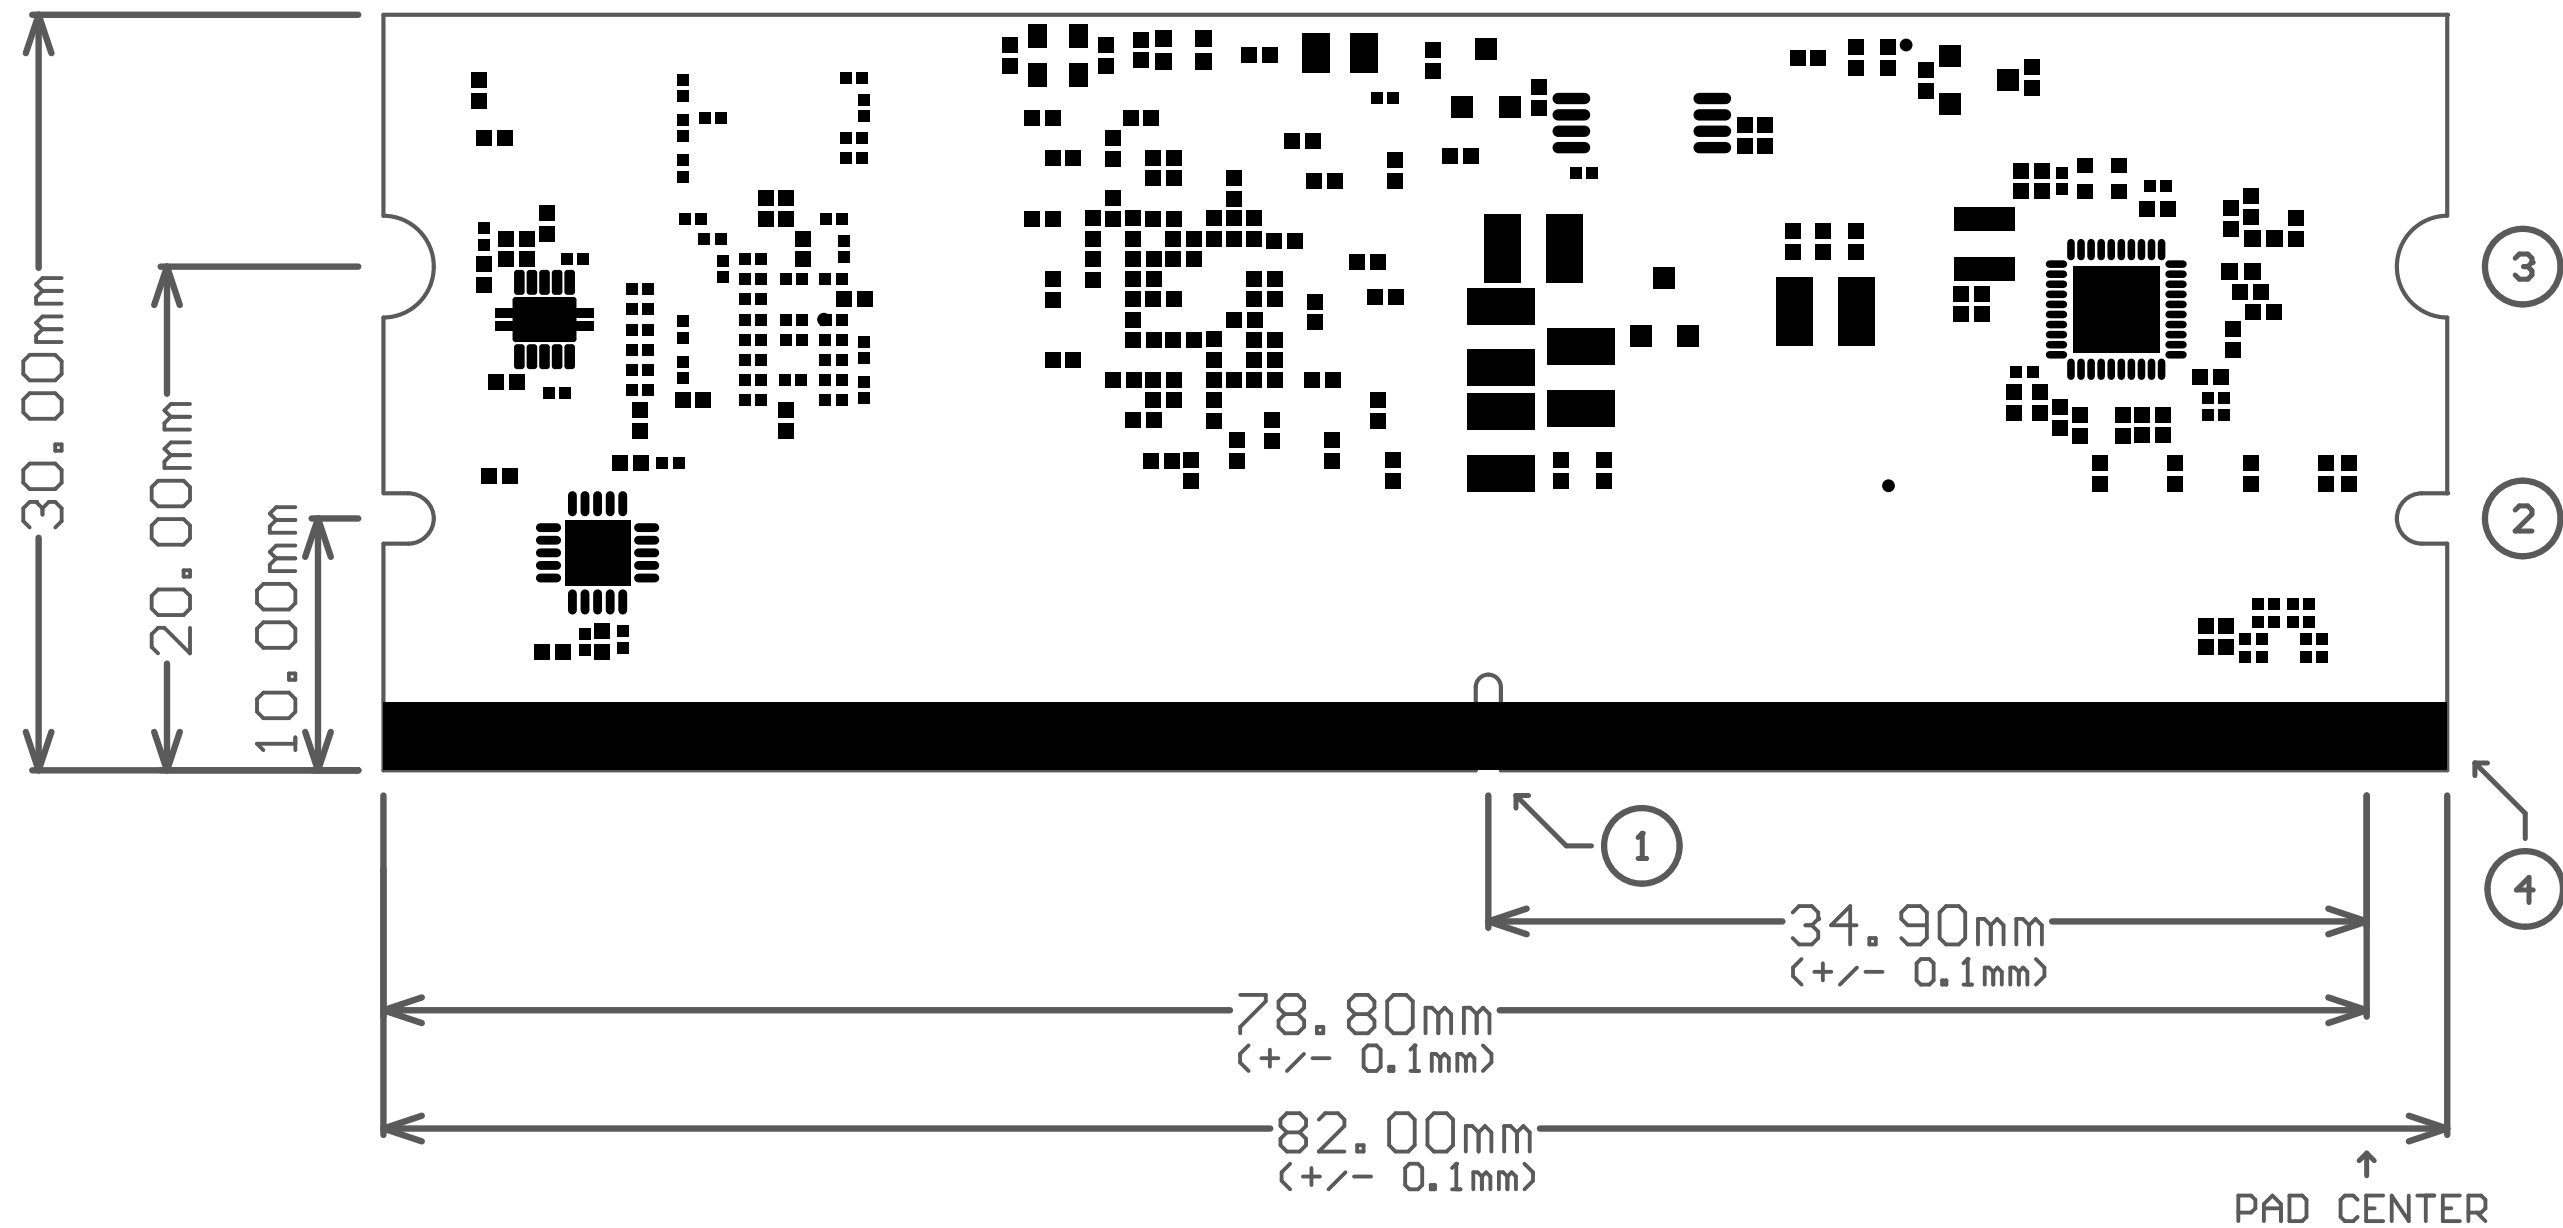 30.00mm
20.00mm
10.00mm
3
2
1
4
34.90mm
(+/- 0.1mm)
78.80mm
(+/- 0.1mm)
82.00mm
(+/- 0.1mm)
PAD CENTER